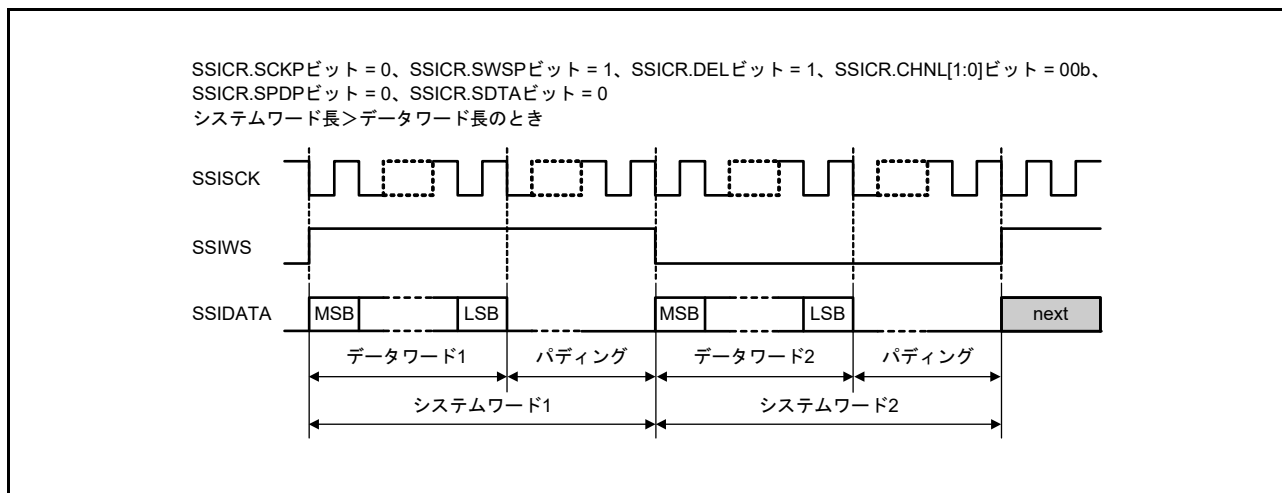 SSICR.SCKPビット = 0、SSICR.SWSPビット = 1、SSICR.DELビット = 1、SSICR.CHNL[1:0]ビット = 00b、
SSICR.SPDPビット = 0、SSICR.SDTAビット = 0
システムワード長＞データワード長のとき
SSISCK
SSIWS
SSIDATA MSB LSB MSB LSB next
データワード1 パディング データワード2 パディング
システムワード1 システムワード2